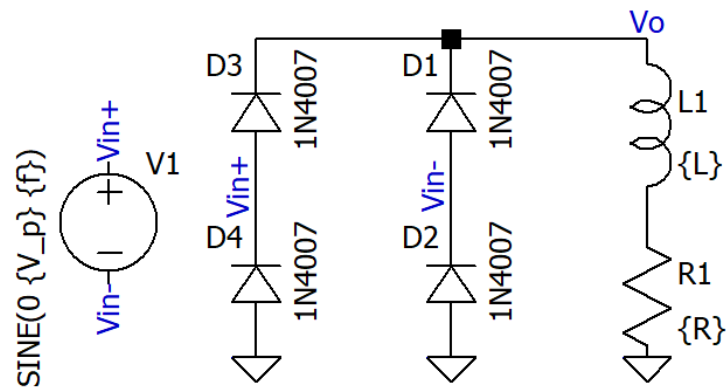 SINE(0 {V_p} {f})
Vin+
V1
Vin-
D3
1N4007
Vin+
D4
1N4007
D1
1N4007
Vin-
D2
1N4007
Vo
L1
{L}
R1
{R}